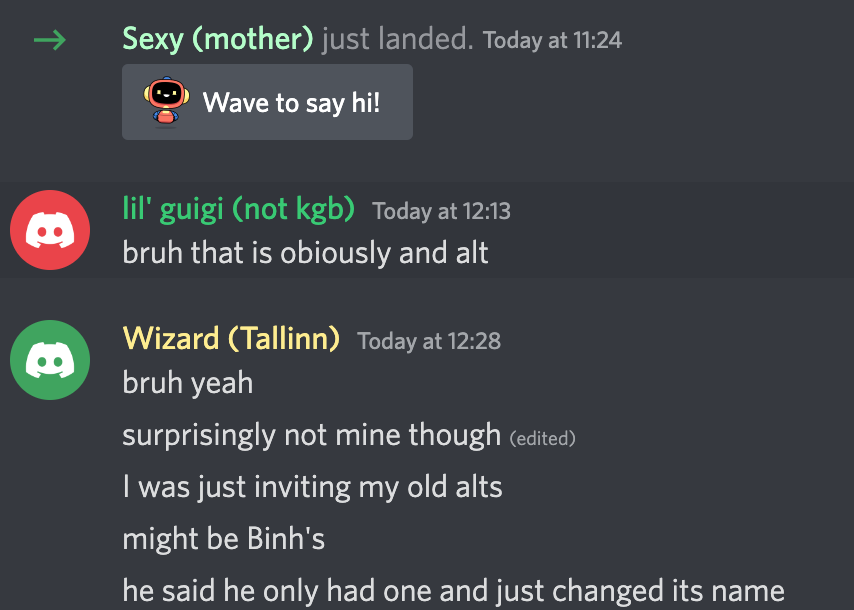 Sexy (mother) just landed. Today at 11:24
Wave to say hi!
lil' guigi (not kgb) Today at 12:13
bruh that is obiously and alt
Wizard (Tallinn) Today at 12:28
bruh yeah
surprisingly not mine though (edited)
I was just inviting my old alts
might be Binh's
he said he only had one and just changed its name